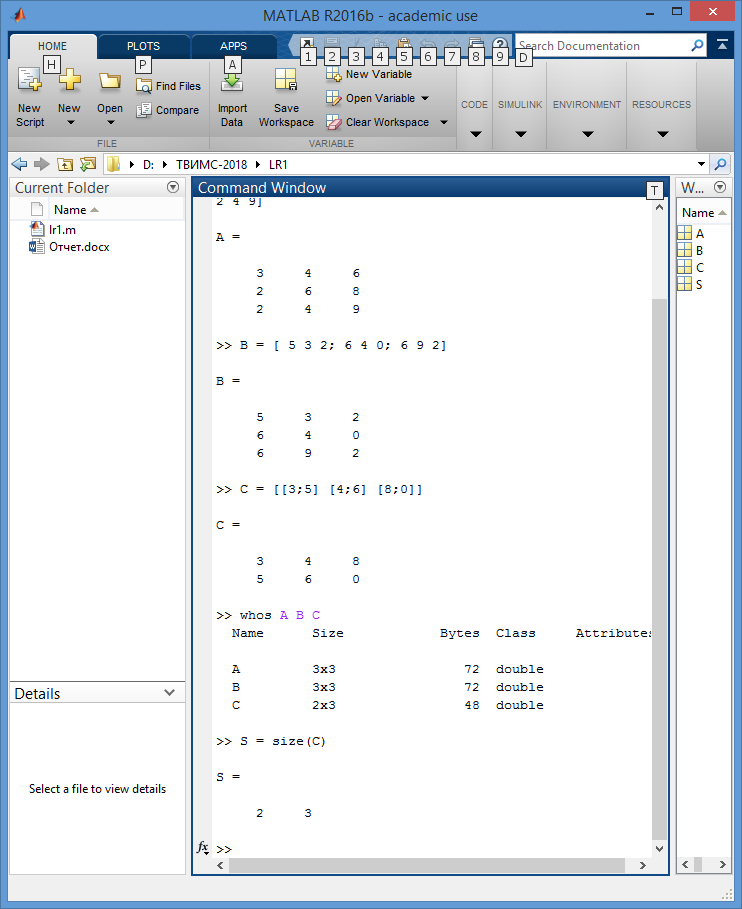 MATLAB R2016b - academic use
HOME PLOTS APPS
1 2 3 4 5 6 7 8 9 D
Search Documentation
H P A
New Script
New
Open
Find Files
Compare
FILE
Import Data
Save Workspace
New Variable
Open Variable
Clear Workspace
VARIABLE
CODE
SIMULINK
ENVIRONMENT
RESOURCES
D: ТВИМС-2018 LR1
Current Folder
Name
lr1.m
Отчет.docx
Details
Select a file to view details
Command Window
T
2 4 9]
A =
3 4 6
2 6 8
2 4 9
>> B = [ 5 3 2; 6 4 0; 6 9 2]
B =
5 3 2
6 4 0
6 9 2
>> C = [[3;5] [4;6] [8;0]]
C =
3 4 8
5 6 0
>> whos A B C
Name Size Bytes Class Attributes
A 3x3 72 double
B 3x3 72 double
C 2x3 48 double
>> S = size(C)
S =
2 3
fx >>
W...
Name
A
B
C
S